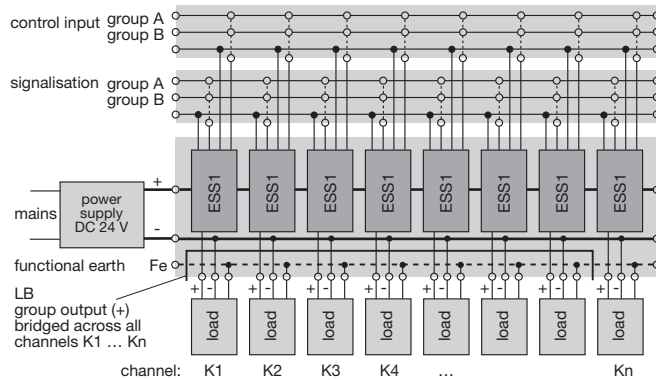 control input group A
group B
signalisation group A
group B
ESS1 ESS1 ESS1 ESS1 ESS1 ESS1 ESS1 ESS1
+
mains
power
supply
DC 24 V
-
functional earth Fe
+ - + - + - + - + - + - + - + -
LB
group output (+)
bridged across all
channels K1 ... Kn
load load load load load load load load
channel: K1 K2 K3 K4 ... Kn